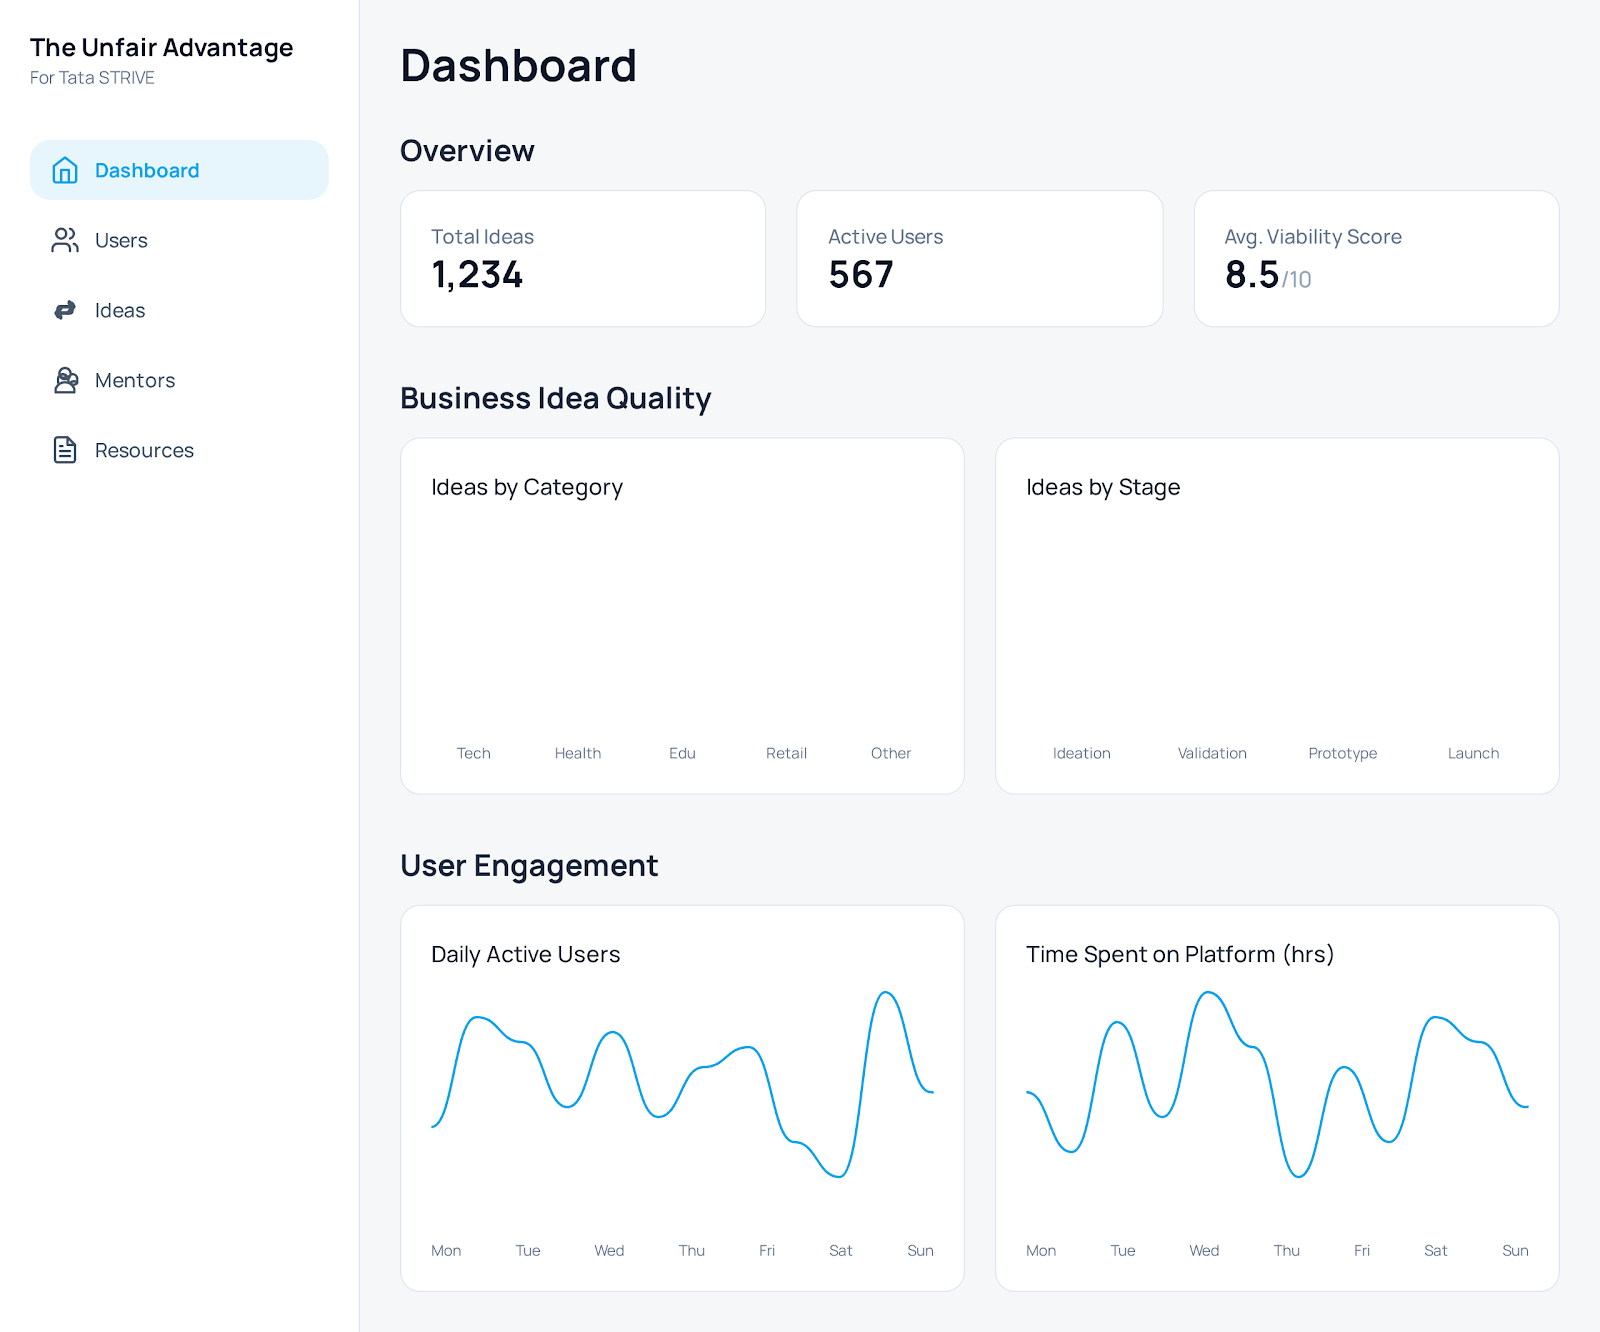 The Unfair Advantage
For Tata STRIVE
Dashboard
Users
Ideas
Mentors
Resources
Dashboard
Overview
Total Ideas
1,234
Active Users
567
Avg. Viability Score
8.5/10
Business Idea Quality
Ideas by Category
Tech Health Edu Retail Other
Ideas by Stage
Ideation Validation Prototype Launch
User Engagement
Daily Active Users
Mon Tue Wed Thu Fri Sat Sun
Time Spent on Platform (hrs)
Mon Tue Wed Thu Fri Sat Sun